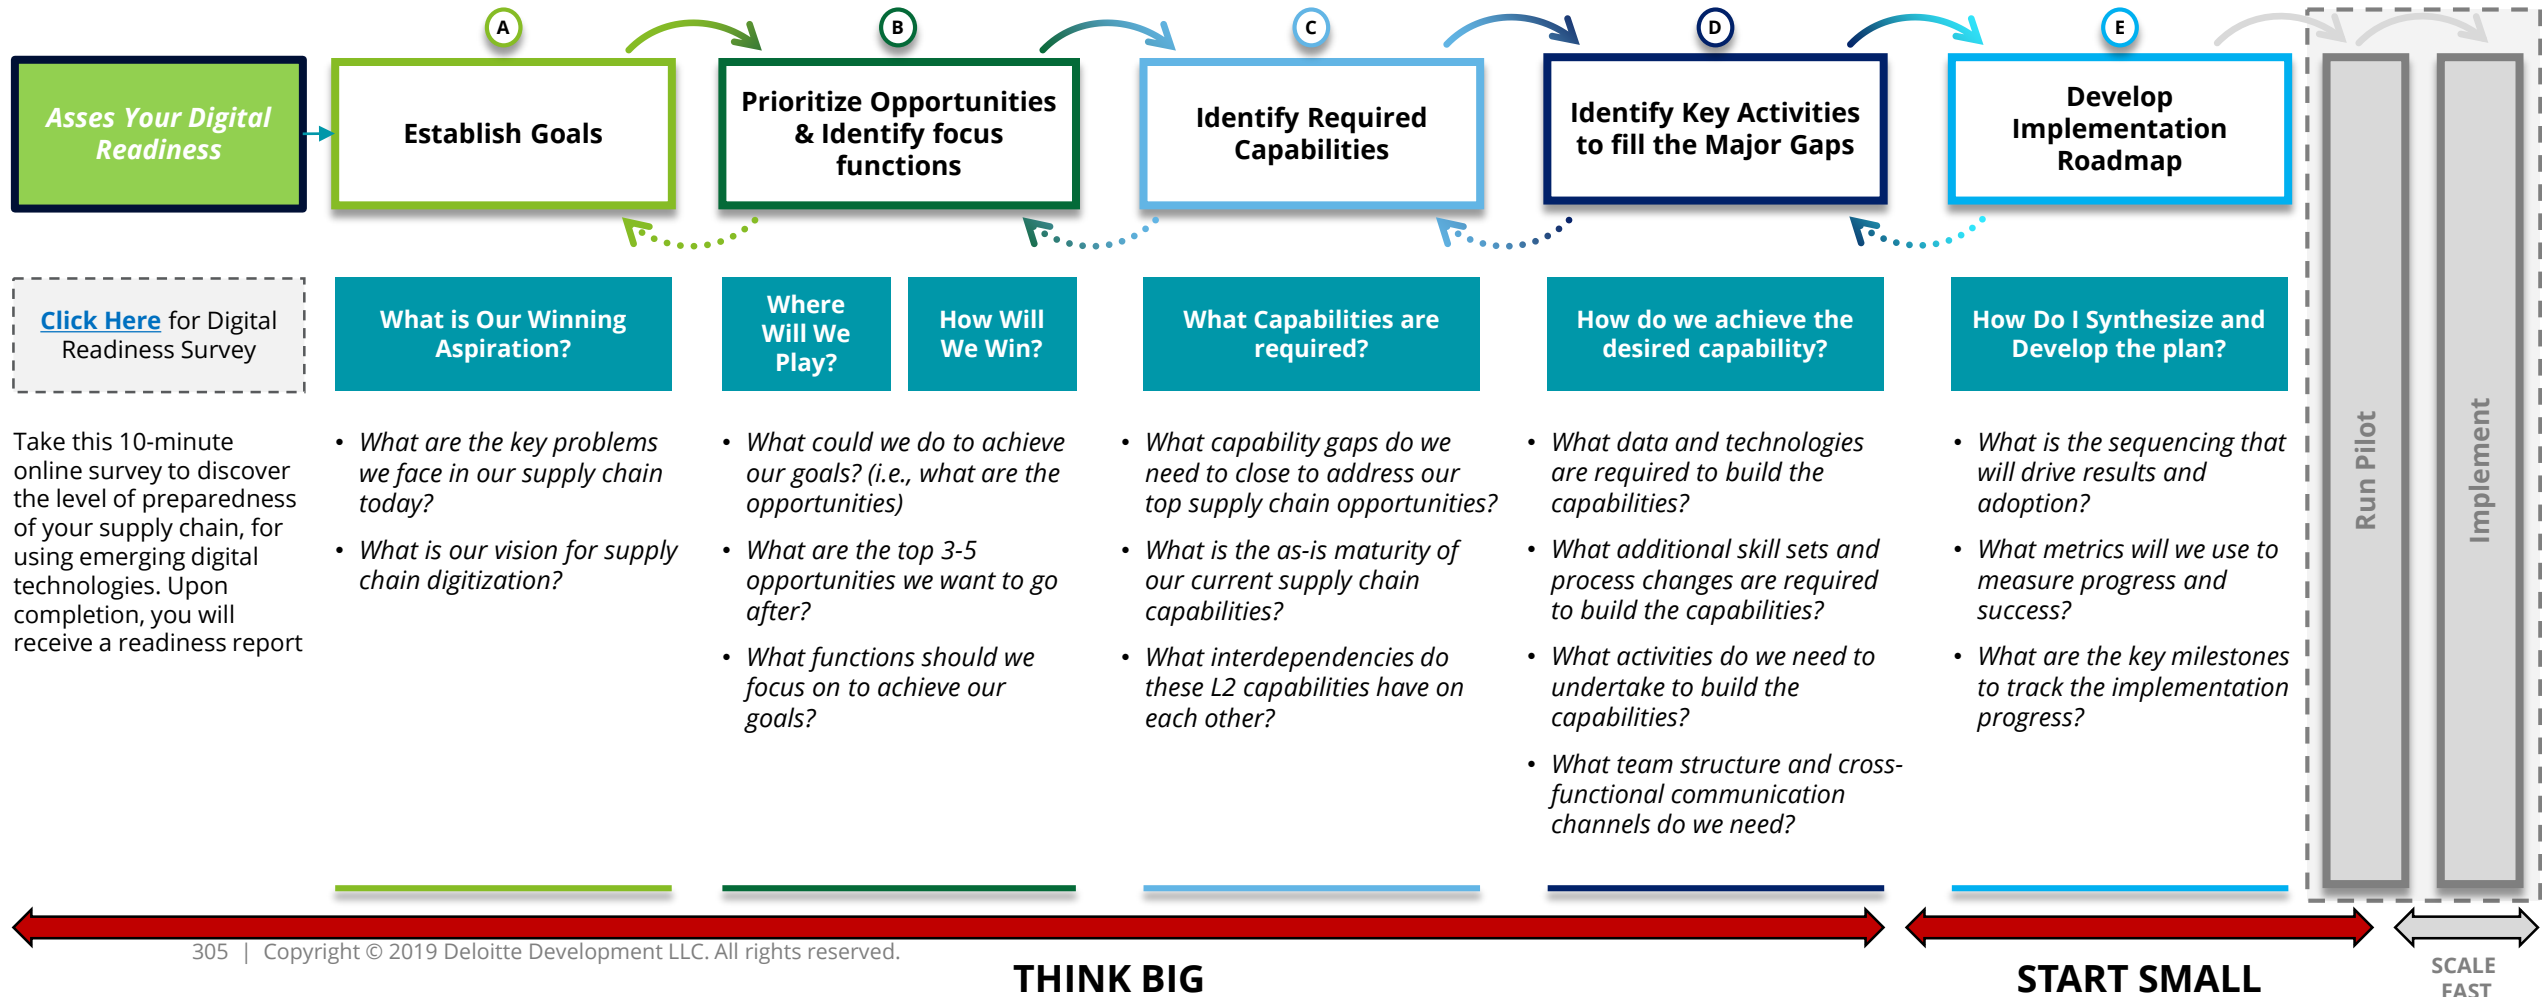 A
B
C
D
E
Asses Your Digital
Readiness
Establish Goals
Prioritize Opportunities
& Identify focus
functions
Identify Required
Capabilities
Identify Key Activities
to fill the Major Gaps
Develop
Implementation
Roadmap
Click Here for Digital
Readiness Survey
What is Our Winning
Aspiration?
Where
Will We
Play?
How Will
We Win?
What Capabilities are
required?
How do we achieve the
desired capability?
How Do I Synthesize and
Develop the plan?
Take this 10-minute
online survey to discover
the level of preparedness
of your supply chain, for
using emerging digital
technologies. Upon
completion, you will
receive a readiness report
• What are the key problems
we face in our supply chain
today?
• What is our vision for supply
chain digitization?
• What could we do to achieve
our goals? (i.e., what are the
opportunities)
• What are the top 3-5
opportunities we want to go
after?
• What functions should we
focus on to achieve our
goals?
• What capability gaps do we
need to close to address our
top supply chain opportunities?
• What is the as-is maturity of
our current supply chain
capabilities?
• What interdependencies do
these L2 capabilities have on
each other?
• What data and technologies
are required to build the
capabilities?
• What additional skill sets and
process changes are required
to build the capabilities?
• What activities do we need to
undertake to build the
capabilities?
• What team structure and cross-
functional communication
channels do we need?
• What is the sequencing that
will drive results and
adoption?
• What metrics will we use to
measure progress and
success?
• What are the key milestones
to track the implementation
progress?
Run Pilot
Implement
305 | Copyright © 2019 Deloitte Development LLC. All rights reserved.
THINK BIG
START SMALL
SCALE
FAST